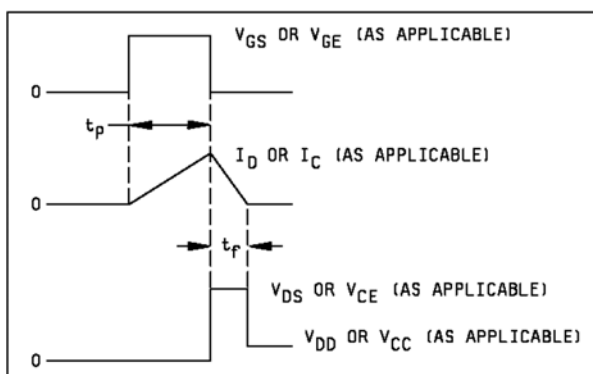 V_GS OR V_GE (AS APPLICABLE)
0
t_p
I_D OR I_C (AS APPLICABLE)
0
t_f
V_DS OR V_CE (AS APPLICABLE)
V_DD OR V_CC (AS APPLICABLE)
0